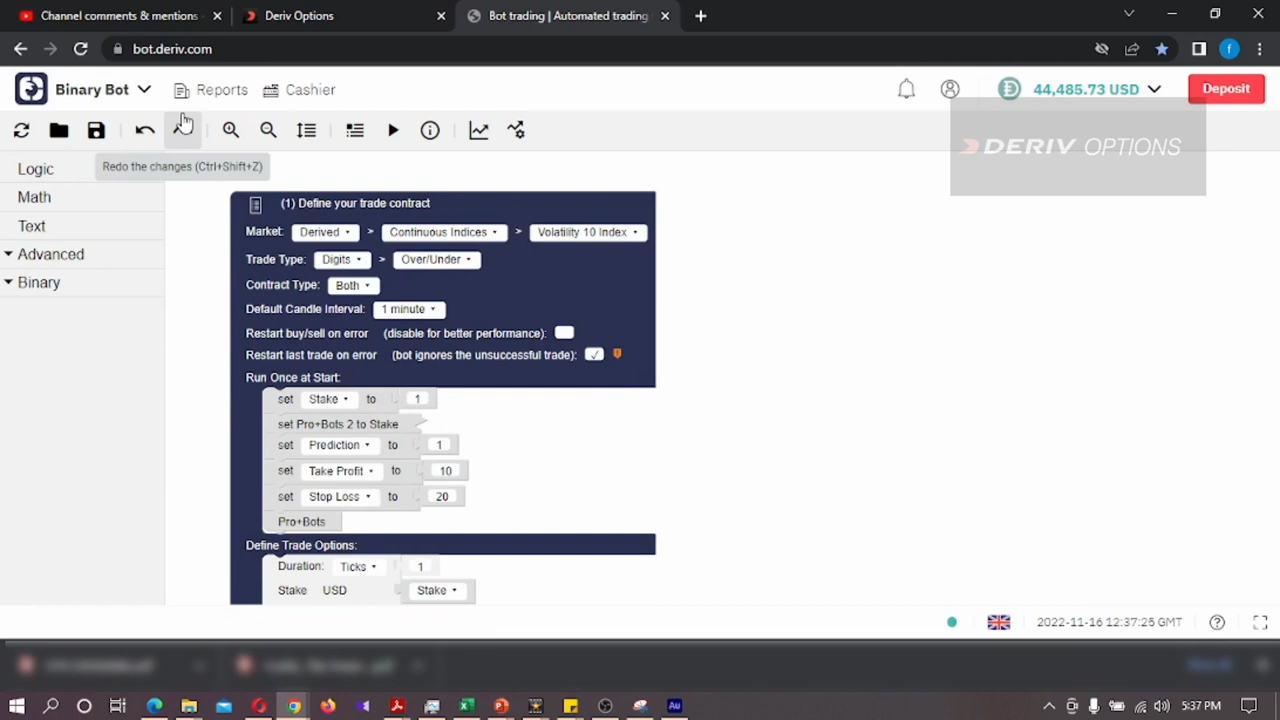 Channel comments & mentions
Deriv Options
Bot trading | Automated trading
bot.deriv.com
f
Binary Bot
Reports
Cashier
44,485.73 USD
Deposit
DERIV OPTIONS
Redo the changes (Ctrl+Shift+Z)
Logic
Math
Text
Advanced
Binary
(1) Define your trade contract
Market: Derived > Continuous Indices > Volatility 10 Index
Trade Type: Digits > Over/Under
Contract Type: Both
Default Candle Interval: 1 minute
Restart buy/sell on error (disable for better performance):
Restart last trade on error (bot ignores the unsuccessful trade): ✓
Run Once at Start:
set Stake to 1
set Pro+Bots 2 to Stake
set Prediction to 1
set Take Profit to 10
set Stop Loss to 20
Pro+Bots
Define Trade Options:
Duration: Ticks 1
Stake USD Stake
2022-11-16 12:37:25 GMT
Au
5:37 PM